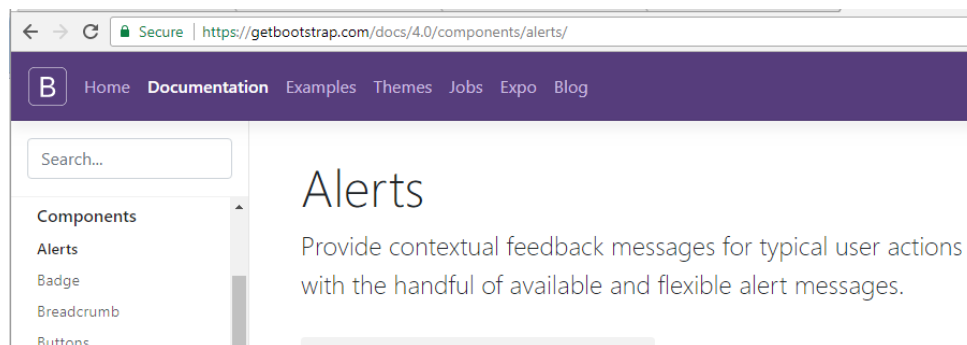 Secure | https://getbootstrap.com/docs/4.0/components/alerts/
B Home Documentation Examples Themes Jobs Expo Blog
Search...
Components
Alerts
Badge
Breadcrumb
Buttons
Alerts
Provide contextual feedback messages for typical user actions
with the handful of available and flexible alert messages.